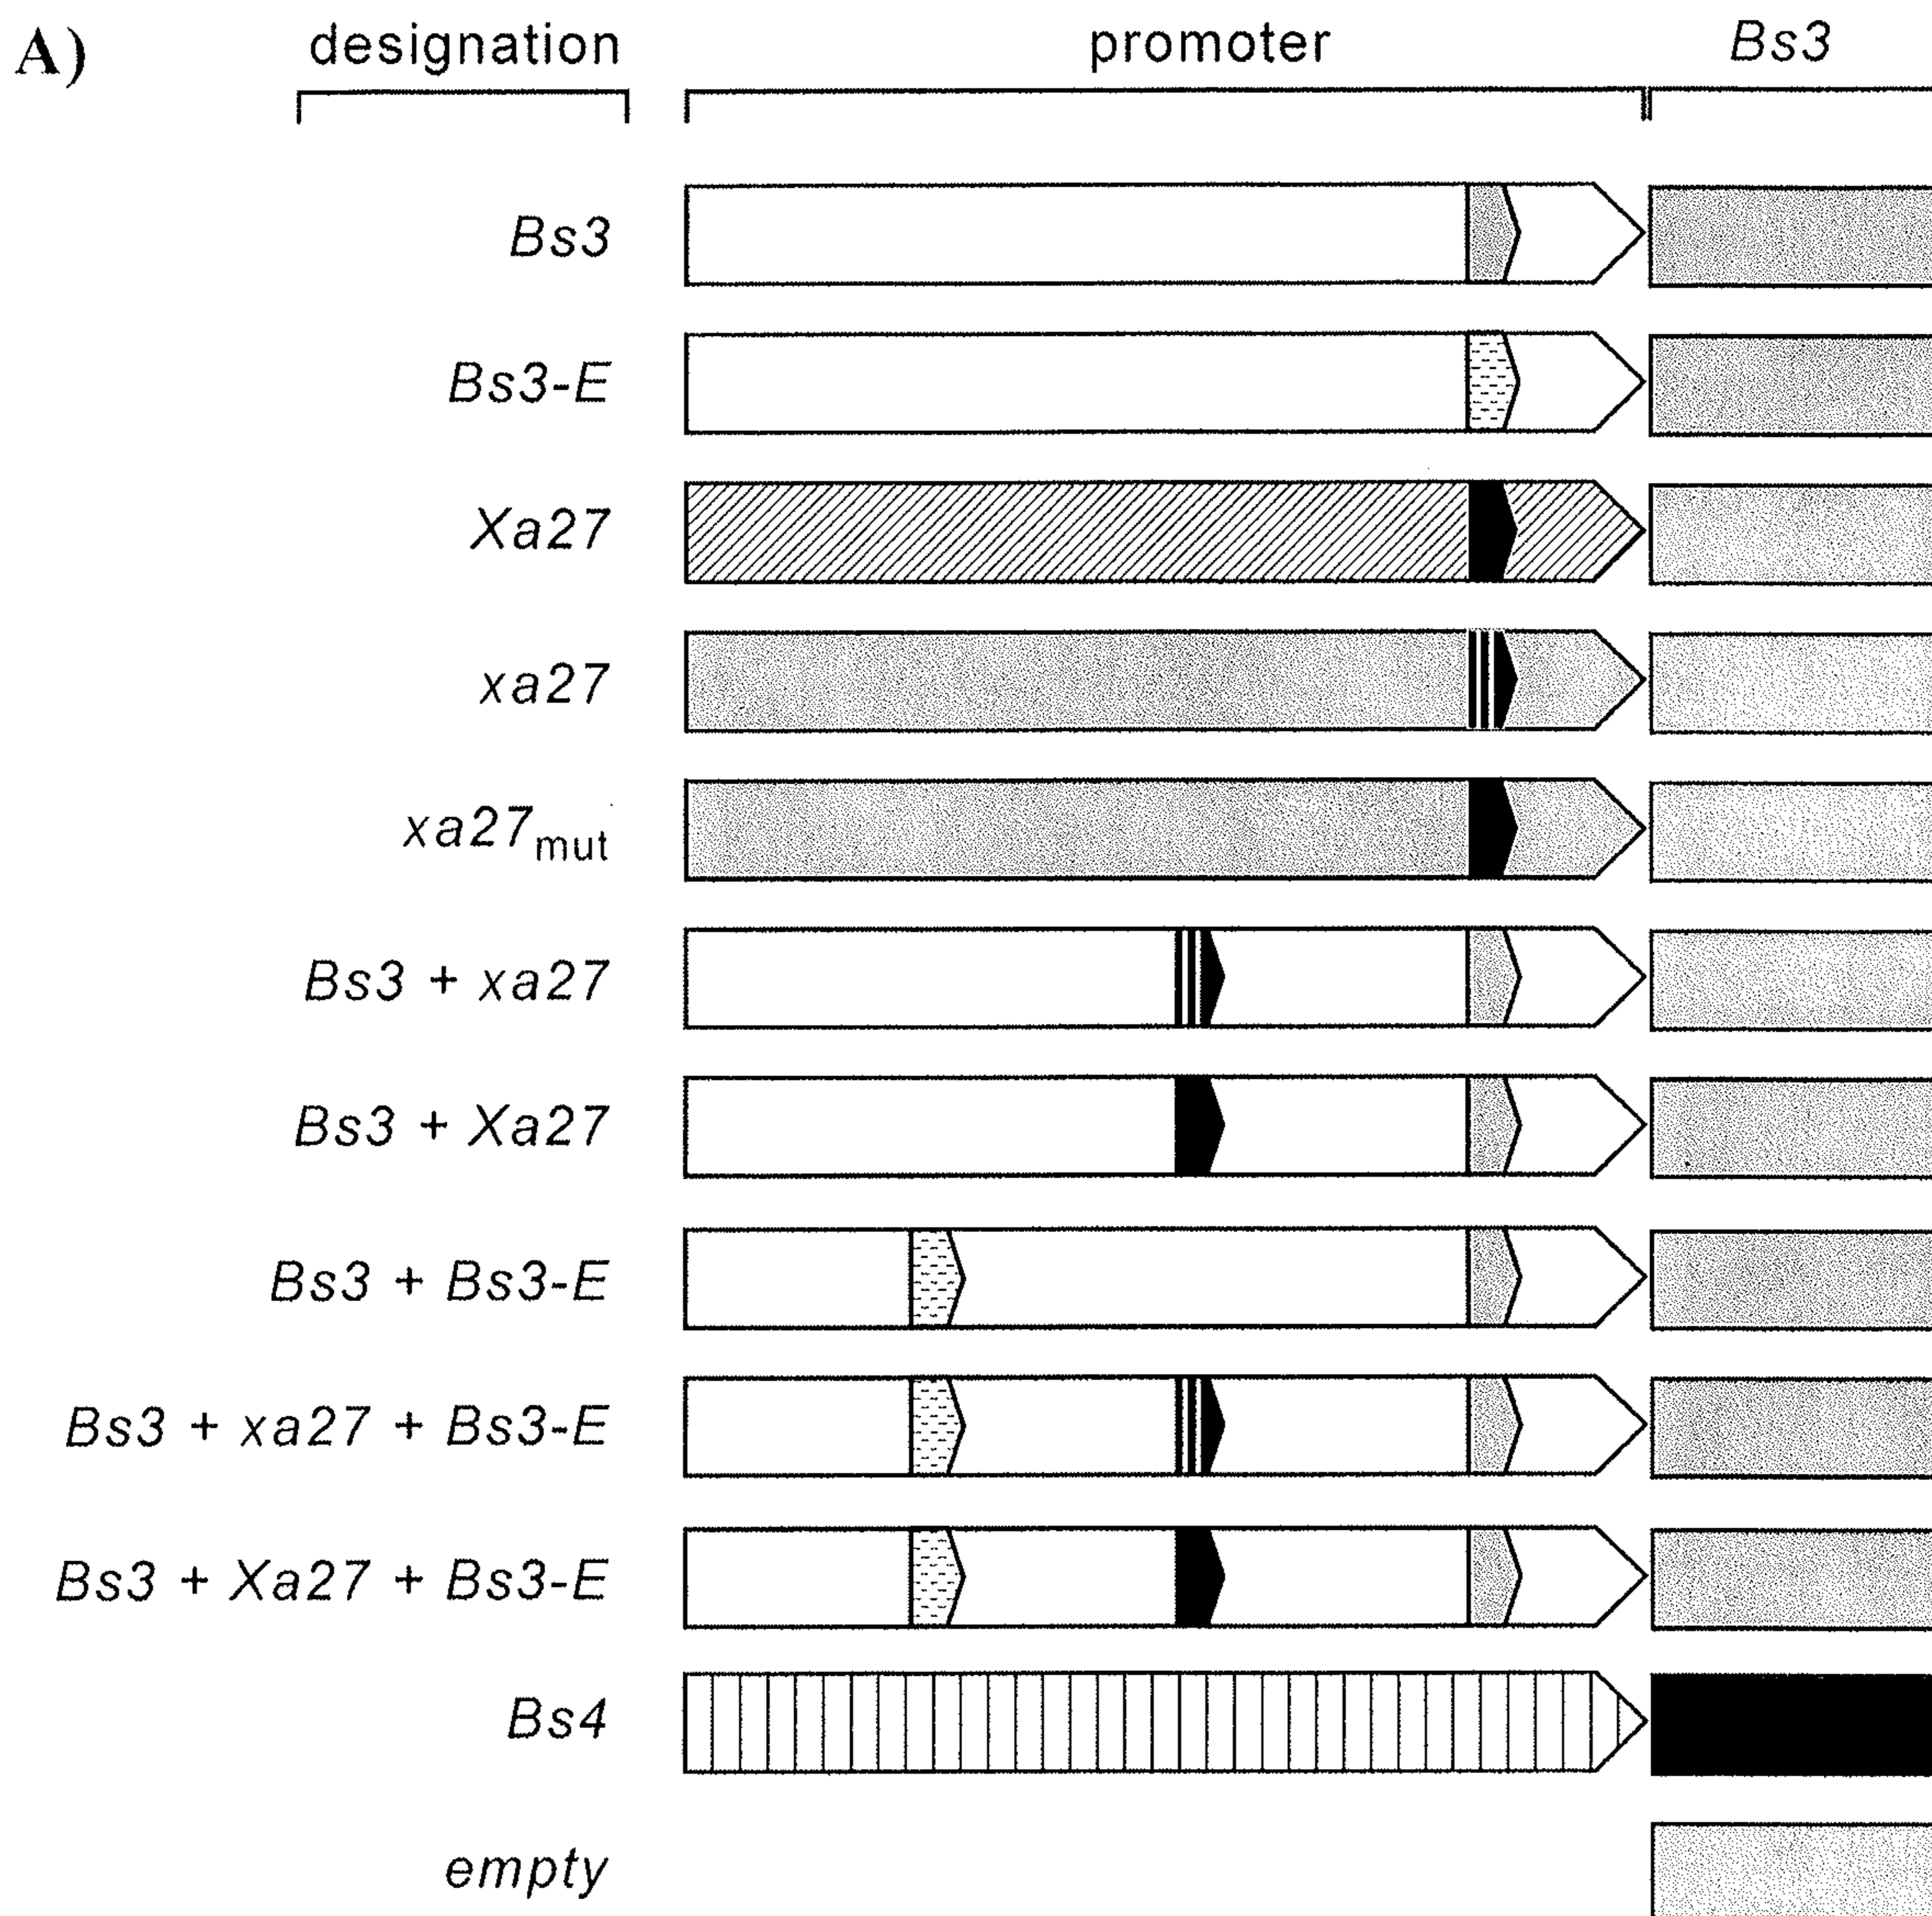 A) designation promoter Bs3
Bs3
Bs3-E
Xa27
xa27
xa27mut
Bs3 + xa27
Bs3 + Xa27
Bs3 + Bs3-E
Bs3 + xa27 + Bs3-E
Bs3 + Xa27 + Bs3-E
Bs4
empty